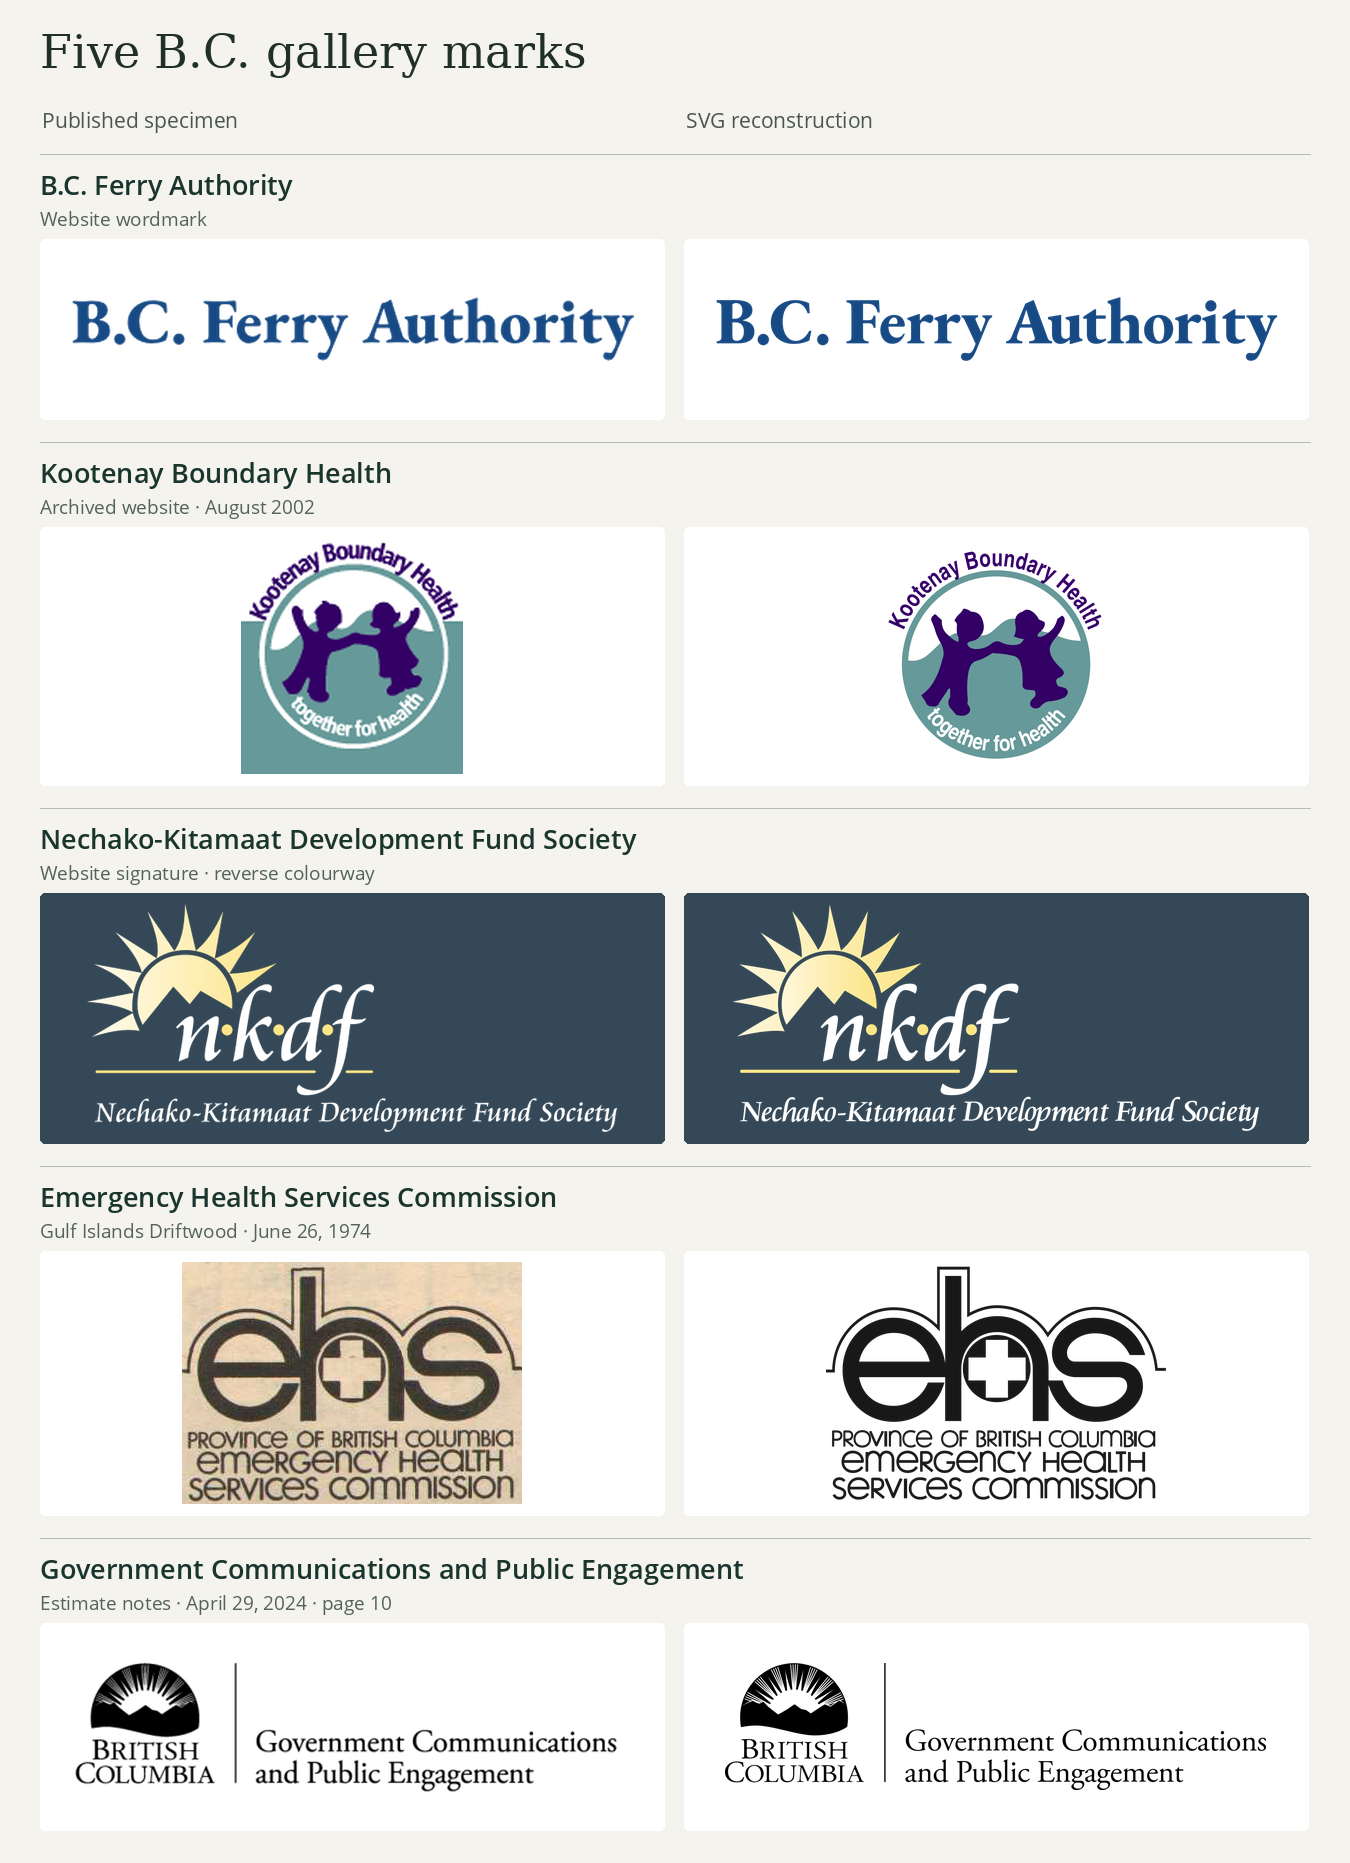 Five B.C. gallery marks
Published specimen
SVG reconstruction
B.C. Ferry Authority
Website wordmark
B.C. Ferry Authority
B.C. Ferry Authority
Kootenay Boundary Health
Archived website · August 2002
Kootenay Boundary Health
together for health
Kootenay Boundary Health
together for health
Nechako-Kitamaat Development Fund Society
Website signature · reverse colourway
n·k·d·f
Nechako-Kitamaat Development Fund Society
n·k·d·f
Nechako-Kitamaat Development Fund Society
Emergency Health Services Commission
Gulf Islands Driftwood · June 26, 1974
ehs
PROVINCE OF BRITISH COLUMBIA
EMERGENCY HEALTH
SERVICES COMMISSION
ehs
PROVINCE OF BRITISH COLUMBIA
EMERGENCY HEALTH
SERVICES COMMISSION
Government Communications and Public Engagement
Estimate notes · April 29, 2024 · page 10
BRITISH
COLUMBIA
Government Communications
and Public Engagement
BRITISH
COLUMBIA
Government Communications
and Public Engagement